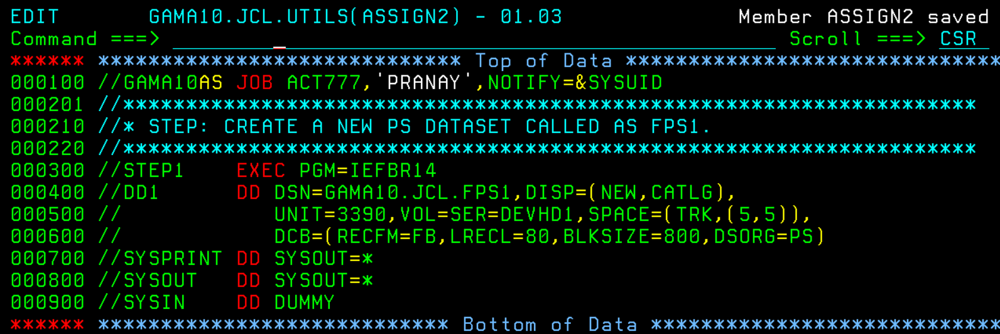 EDIT       GAMA10.JCL.UTILS(ASSIGN2) - 01.03              Member ASSIGN2 saved
Command ===>                                                  Scroll ===> CSR
****** ***************************** Top of Data ******************************
000100 //GAMA10AS JOB ACT777,'PRANAY',NOTIFY=&SYSUID
000201 //********************************************************************
000210 //* STEP: CREATE A NEW PS DATASET CALLED AS FPS1.
000220 //********************************************************************
000300 //STEP1    EXEC PGM=IEFBR14
000400 //DD1      DD DSN=GAMA10.JCL.FPS1,DISP=(NEW,CATLG),
000500 //            UNIT=3390,VOL=SER=DEVHD1,SPACE=(TRK,(5,5)),
000600 //            DCB=(RECFM=FB,LRECL=80,BLKSIZE=800,DSORG=PS)
000700 //SYSPRINT DD SYSOUT=*
000800 //SYSOUT   DD SYSOUT=*
000900 //SYSIN    DD DUMMY
****** **************************** Bottom of Data ****************************